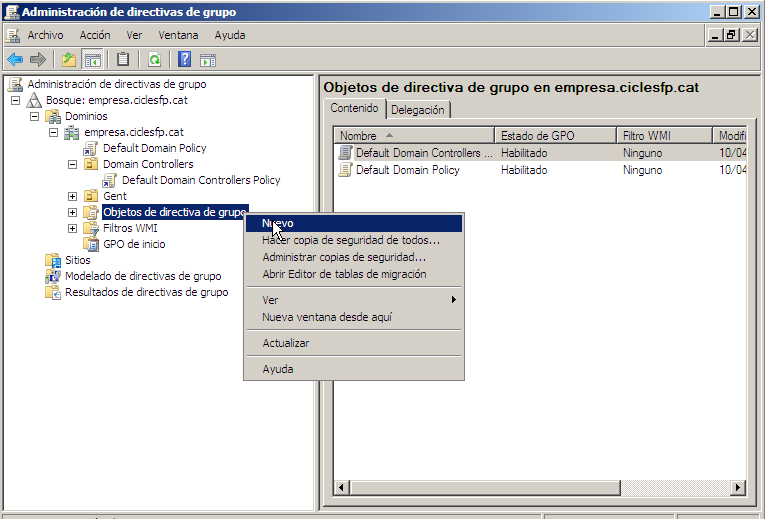 Administración de directivas de grupo
Archivo Acción Ver Ventana Ayuda
Administración de directivas de grupo
Bosque: empresa.ciclesfp.cat
Dominios
empresa.ciclesfp.cat
Default Domain Policy
Domain Controllers
Default Domain Controllers Policy
Gent
Objetos de directiva de grupo
Filtros WMI
GPO de inicio
Sitios
Modelado de directivas de grupo
Resultados de directivas de grupo
Nuevo
Hacer copia de seguridad de todos...
Administrar copias de seguridad...
Abrir Editor de tablas de migración
Ver
Nueva ventana desde aquí
Actualizar
Ayuda
Objetos de directiva de grupo en empresa.ciclesfp.cat
Contenido Delegación
Nombre Estado de GPO Filtro WMI Modifi
Default Domain Controllers ... Habilitado Ninguno 10/04
Default Domain Policy Habilitado Ninguno 10/04